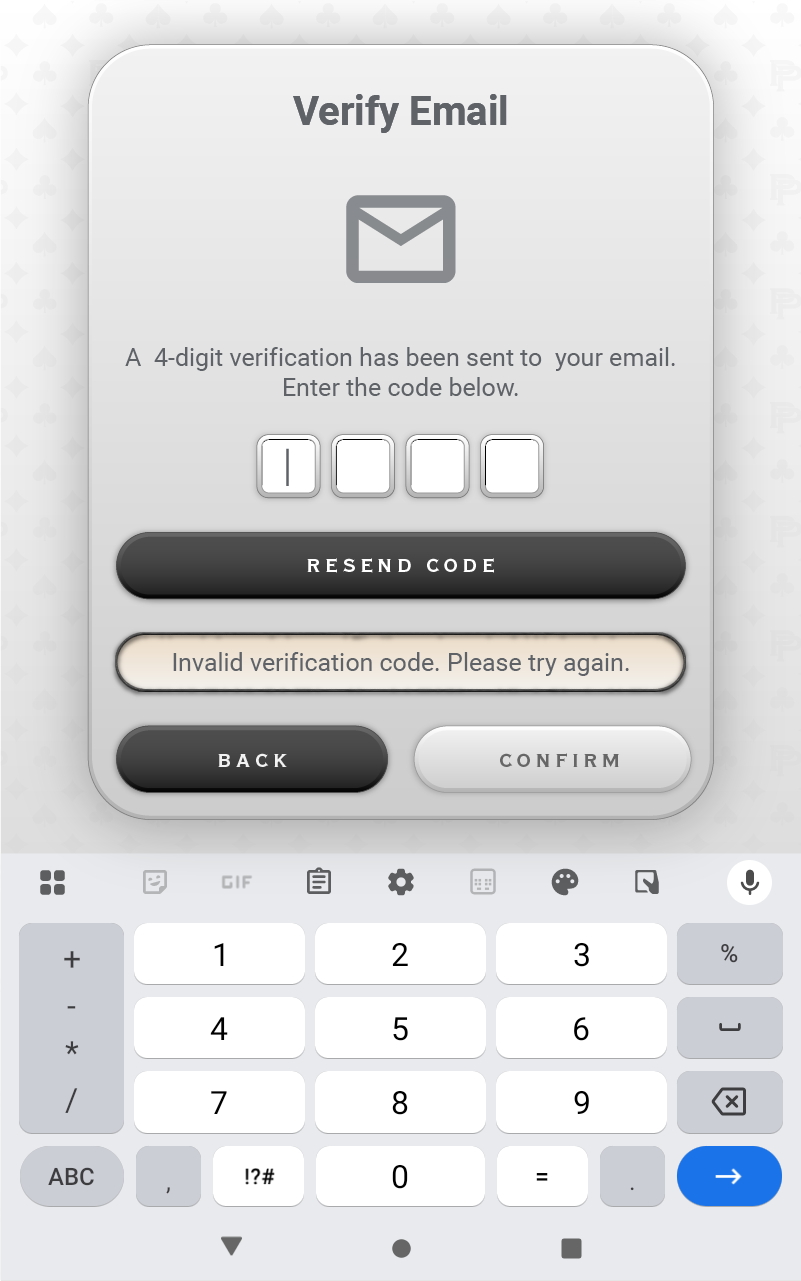 Verify Email
A 4-digit verification has been sent to your email.
Enter the code below.
RESEND CODE
Invalid verification code. Please try again.
BACK CONFIRM
GIF
+ 1 2 3 %
- 4 5 6
*
/ 7 8 9
ABC , !?# 0 = .